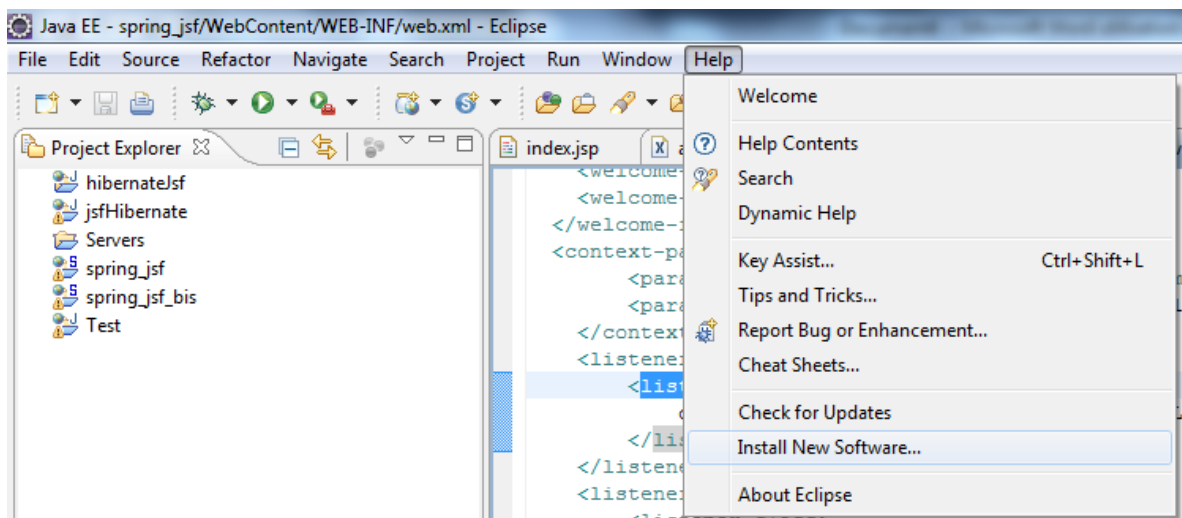 Java EE - spring_jsf/WebContent/WEB-INF/web.xml - Eclipse
File Edit Source Refactor Navigate Search Project Run Window Help
Project Explorer
index.jsp
hibernateJsf
jsfHibernate
Servers
spring_jsf
spring_jsf_bis
Test
<welcome-
<welcome-
</welcome-
<context-pa
<para
<para
</context
<listene
<list
</lis
</listene
<listene
Welcome
Help Contents
Search
Dynamic Help
Key Assist... Ctrl+Shift+L
Tips and Tricks...
Report Bug or Enhancement...
Cheat Sheets...
Check for Updates
Install New Software...
About Eclipse